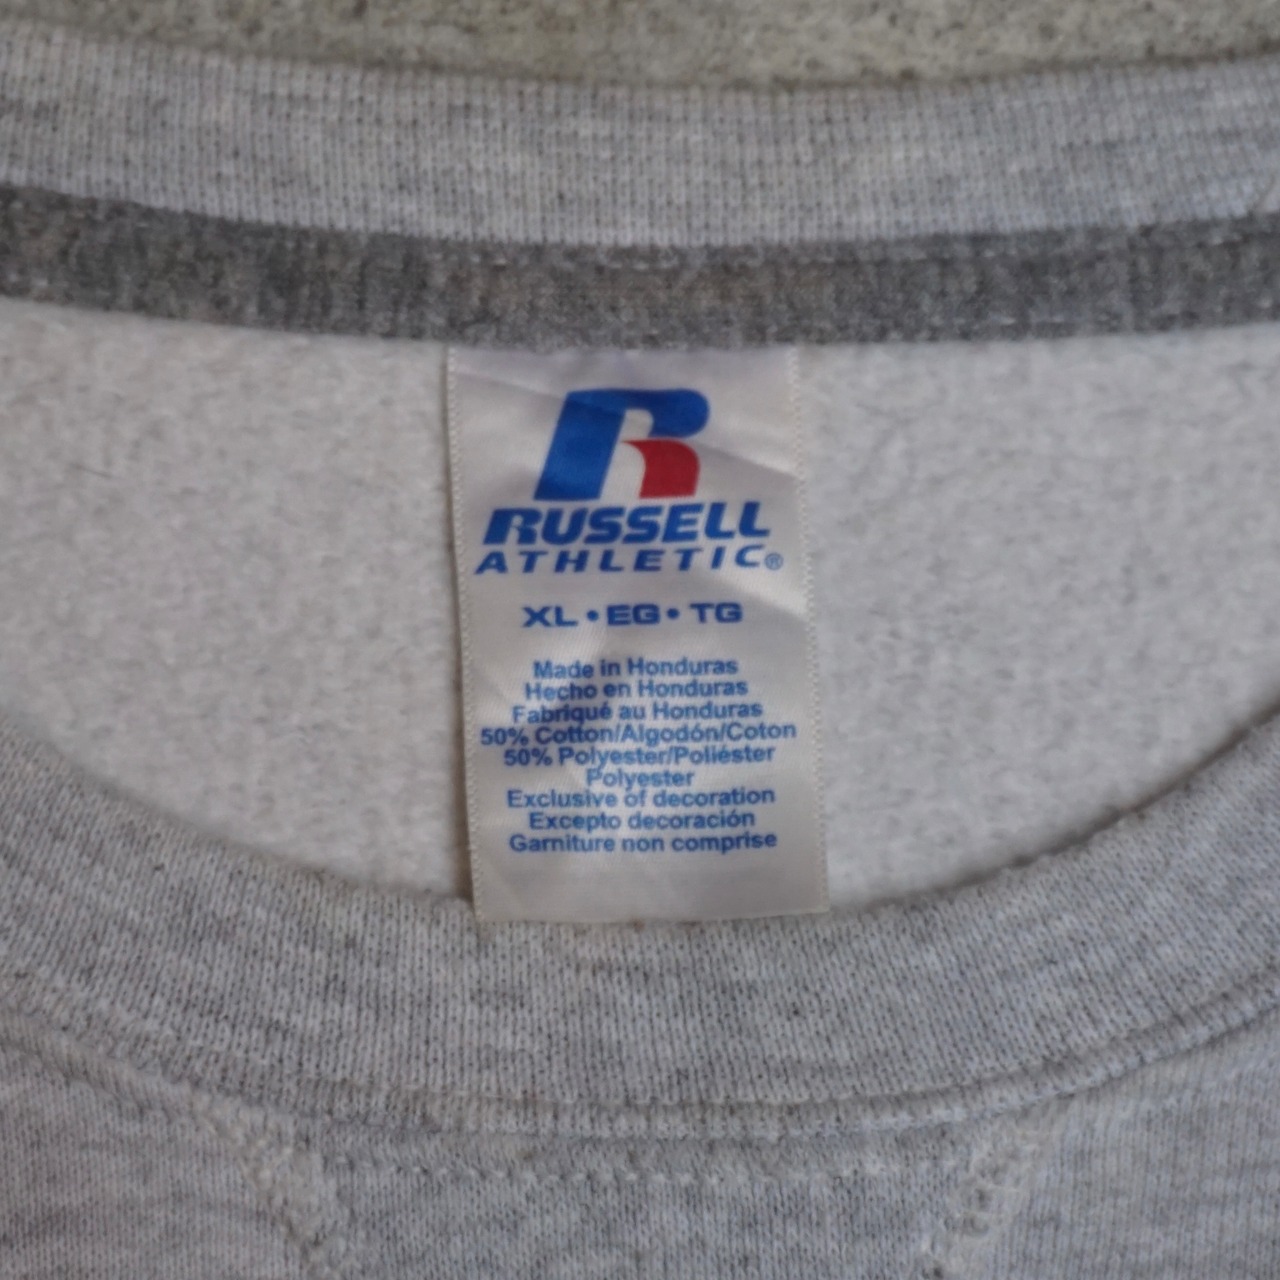 R
RUSSELL
ATHLETIC®
XL • EG • TG
Made in Honduras
Hecho en Honduras
Fabriqué au Honduras
50% Cotton/Algodón/Coton
50% Polyester/Poliéster
Polyester
Exclusive of decoration
Excepto decoración
Garniture non comprise